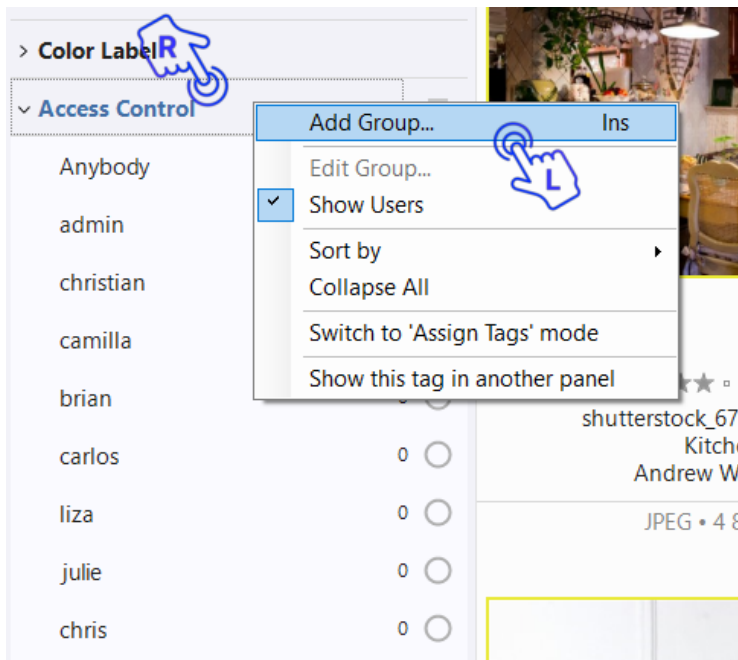 Color Label
R
Access Control
Add Group... Ins
L
Edit Group...
Show Users
Sort by
Collapse All
Switch to 'Assign Tags' mode
Show this tag in another panel
Anybody
admin
christian
camilla
brian
carlos 0
liza 0
julie 0
chris 0
shutterstock_67
Kitch
Andrew W
JPEG • 4 8